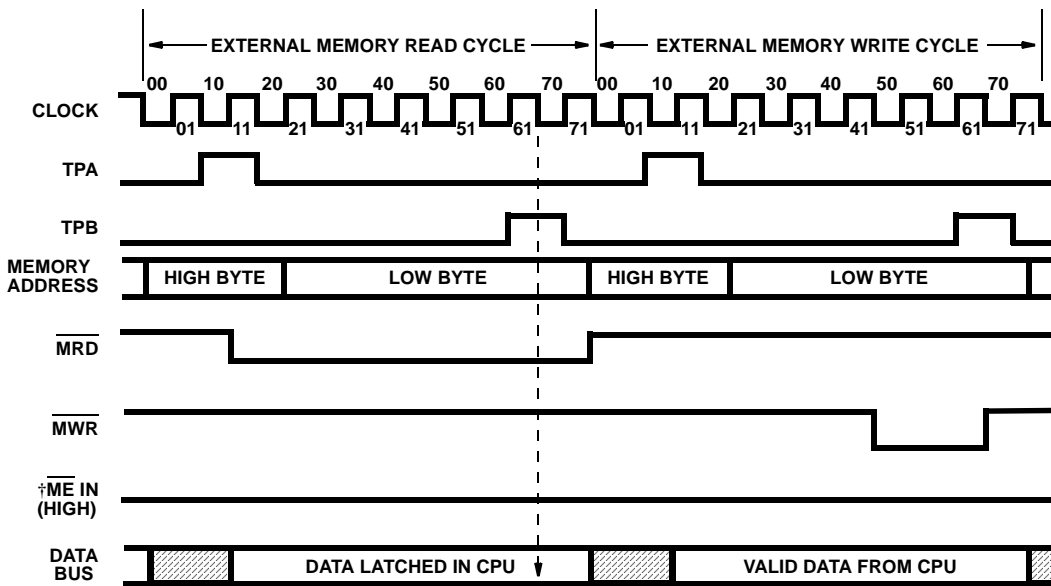 EXTERNAL MEMORY READ CYCLE EXTERNAL MEMORY WRITE CYCLE
00 10 20 30 40 50 60 70 00 10 20 30 40 50 60 70
CLOCK
01 11 21 31 41 51 61 71 01 11 21 31 41 51 61 71
TPA
TPB
MEMORY
ADDRESS
HIGH BYTE LOW BYTE HIGH BYTE LOW BYTE
MRD
MWR
†ME IN
(HIGH)
DATA
BUS
DATA LATCHED IN CPU VALID DATA FROM CPU